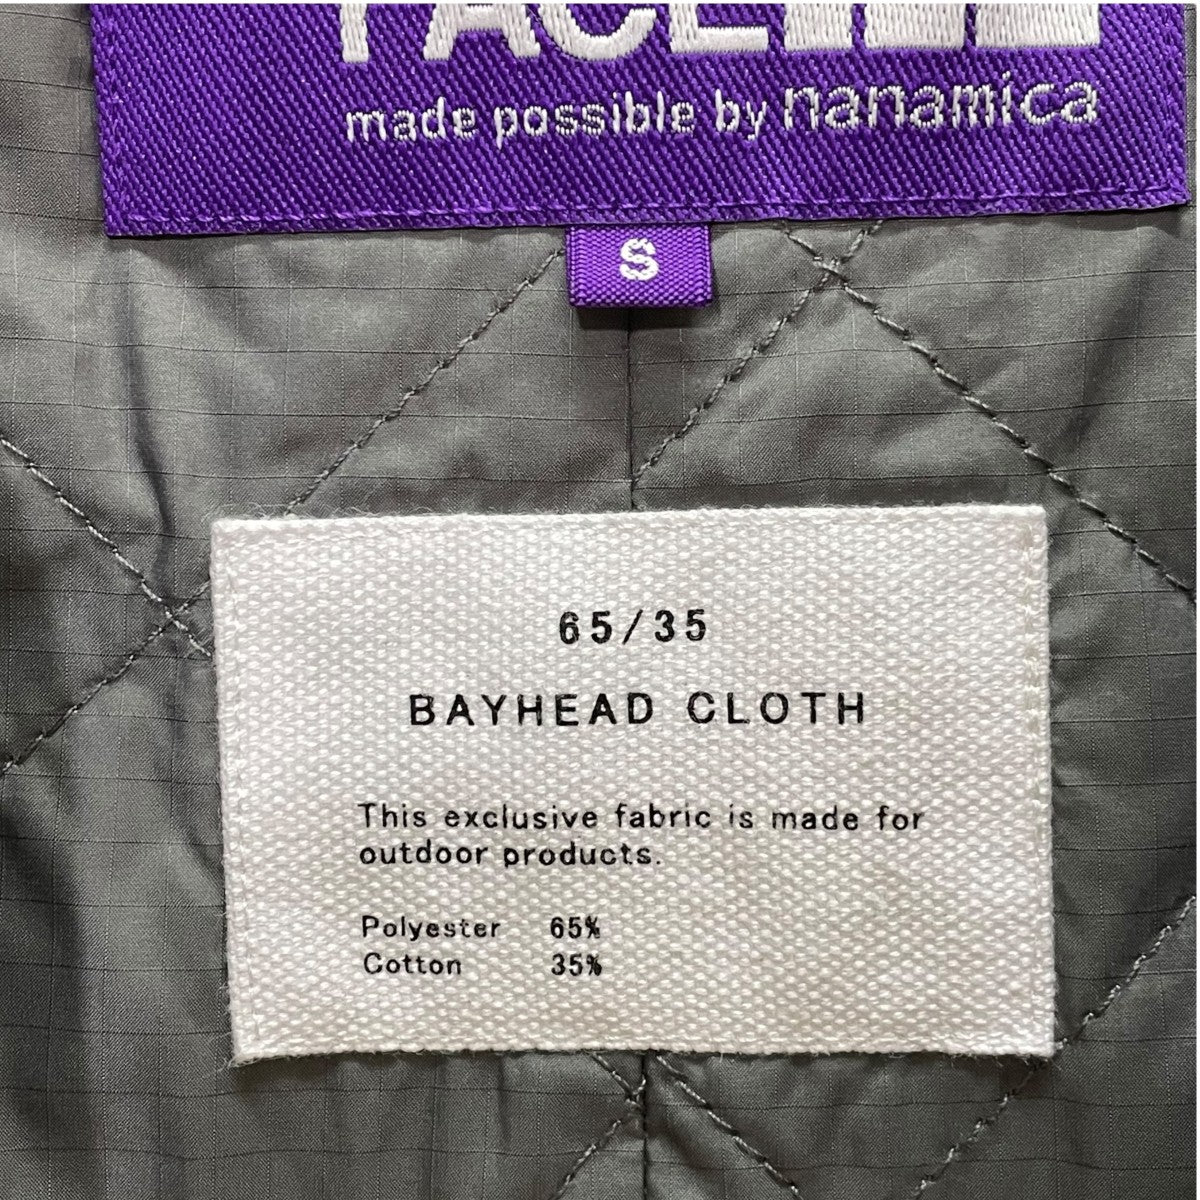 FACE
made possible by nanamica
S
65/35
BAYHEAD CLOTH
This exclusive fabric is made for
outdoor products.
Polyester 65%
Cotton 35%